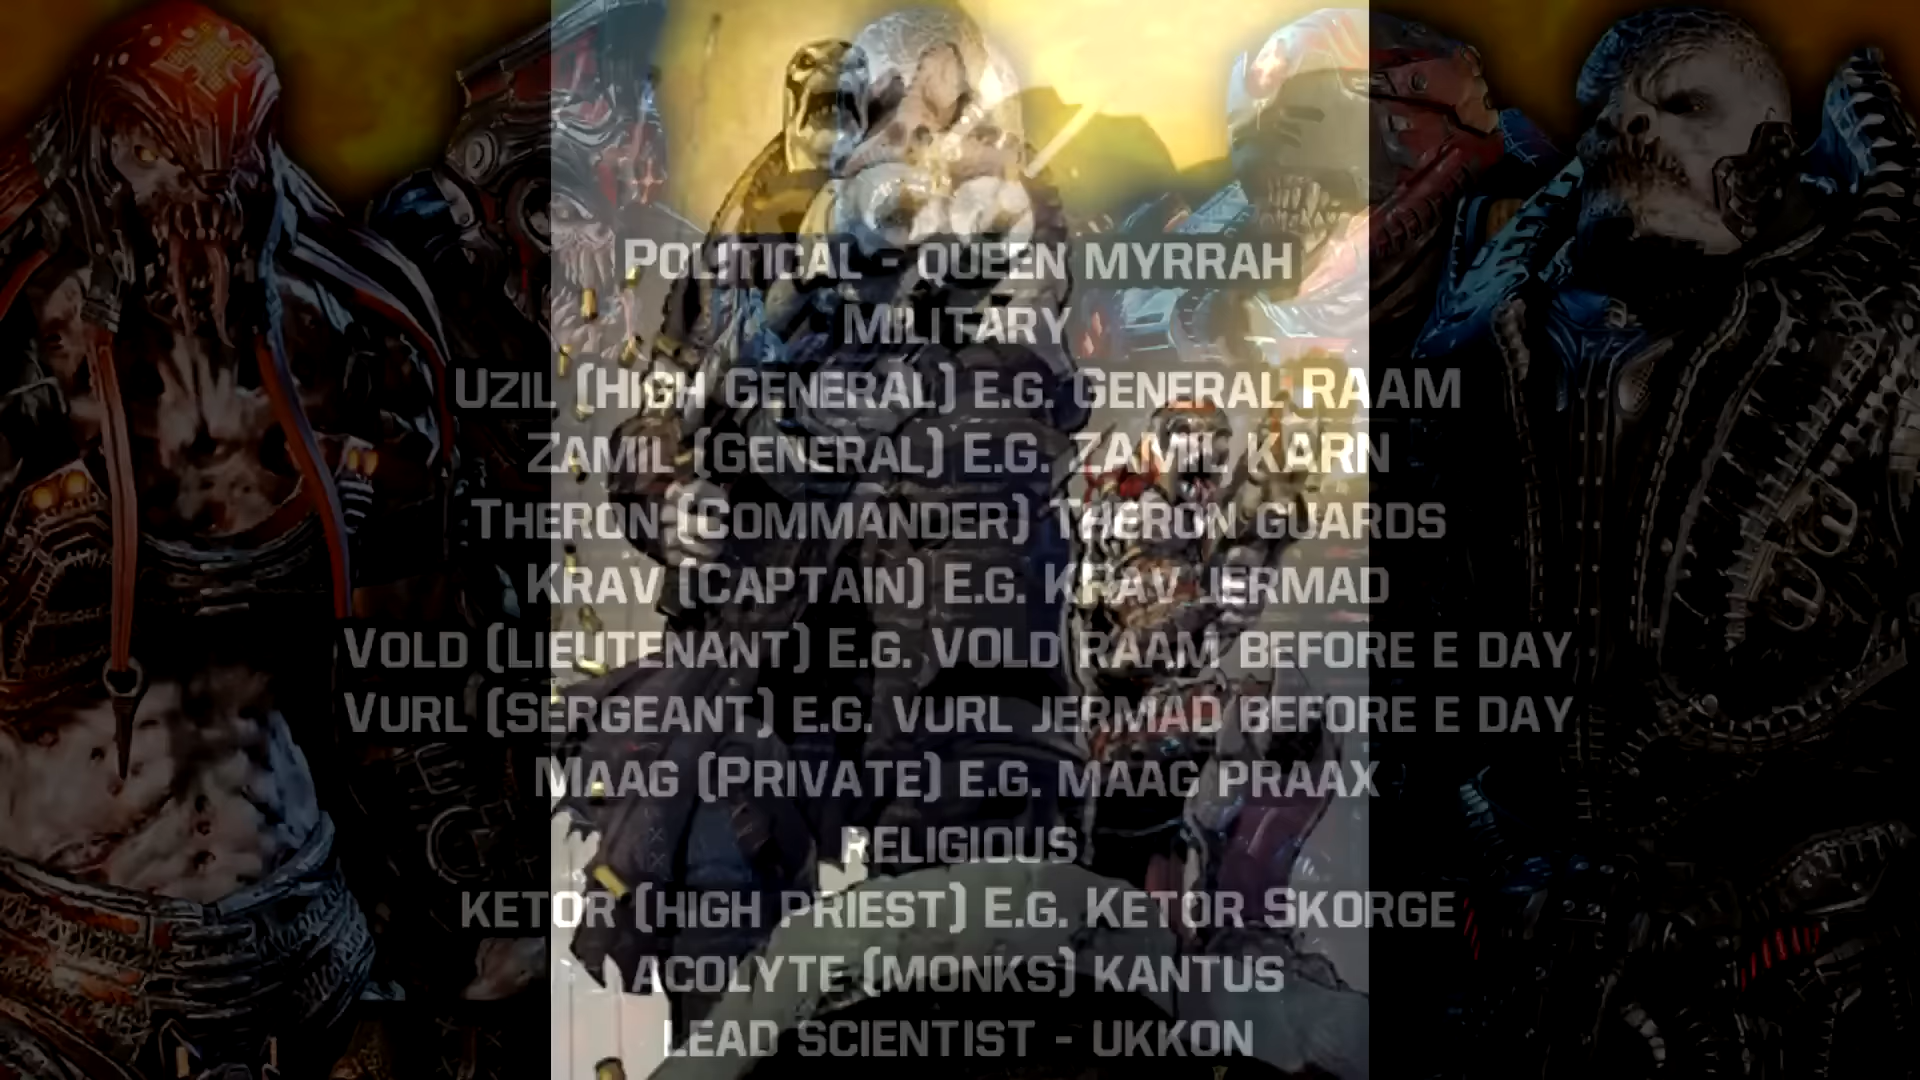 Political - queen myrrah
Military
Uzil (High General) E.G. General RAAM
Zamil (General) E.G. ZAMIL KARN
Theron (Commander) Theron guards
Krav (Captain) E.G. Krav Jermad
Vold (Lieutenant) E.G. VOLD RAAM BEFORE E DAY
Vurl (Sergeant) E.G. vurl jermad before E DAY
Maag (Private) E.G. maag praax
religious
ketor (high priest) E.G. Ketor Skorge
Acolyte (monks) kantus
Lead scientist - ukkon